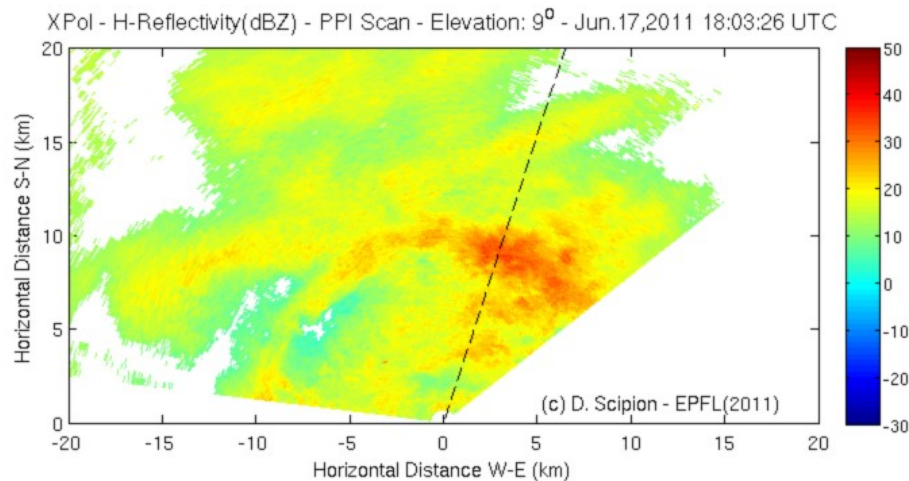 XPol - H-Reflectivity(dBZ) - PPI Scan - Elevation: 9⁰ - Jun.17,2011 18:03:26 UTC
20
15
10
5
0
Horizontal Distance S-N (km)
-20 -15 -10 -5 0 5 10 15 20
Horizontal Distance W-E (km)
(c) D. Scipion - EPFL(2011)
50
40
30
20
10
0
-10
-20
-30